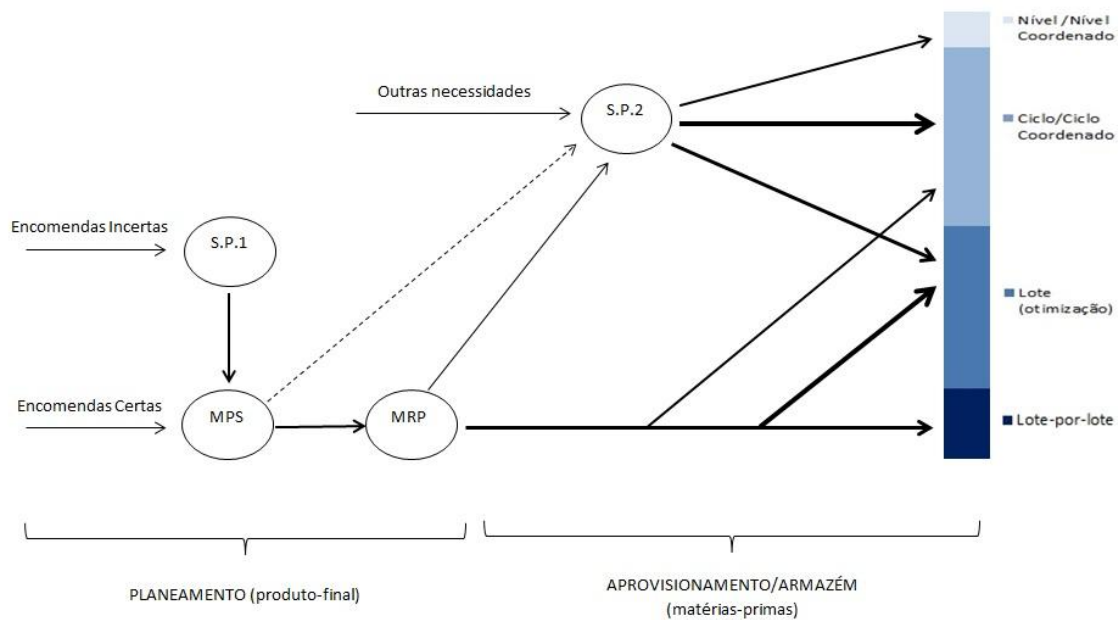 Nível/Nível
Coordenado
Outras necessidades
S.P.2
Ciclo/Ciclo
Coordenado
Encomendas Incertas
S.P.1
Lote
(otimização)
Encomendas Certas
MPS
MRP
Lote-por-lote
PLANEAMENTO (produto-final)
APROVISIONAMENTO/ARMAZÉM
(matérias-primas)